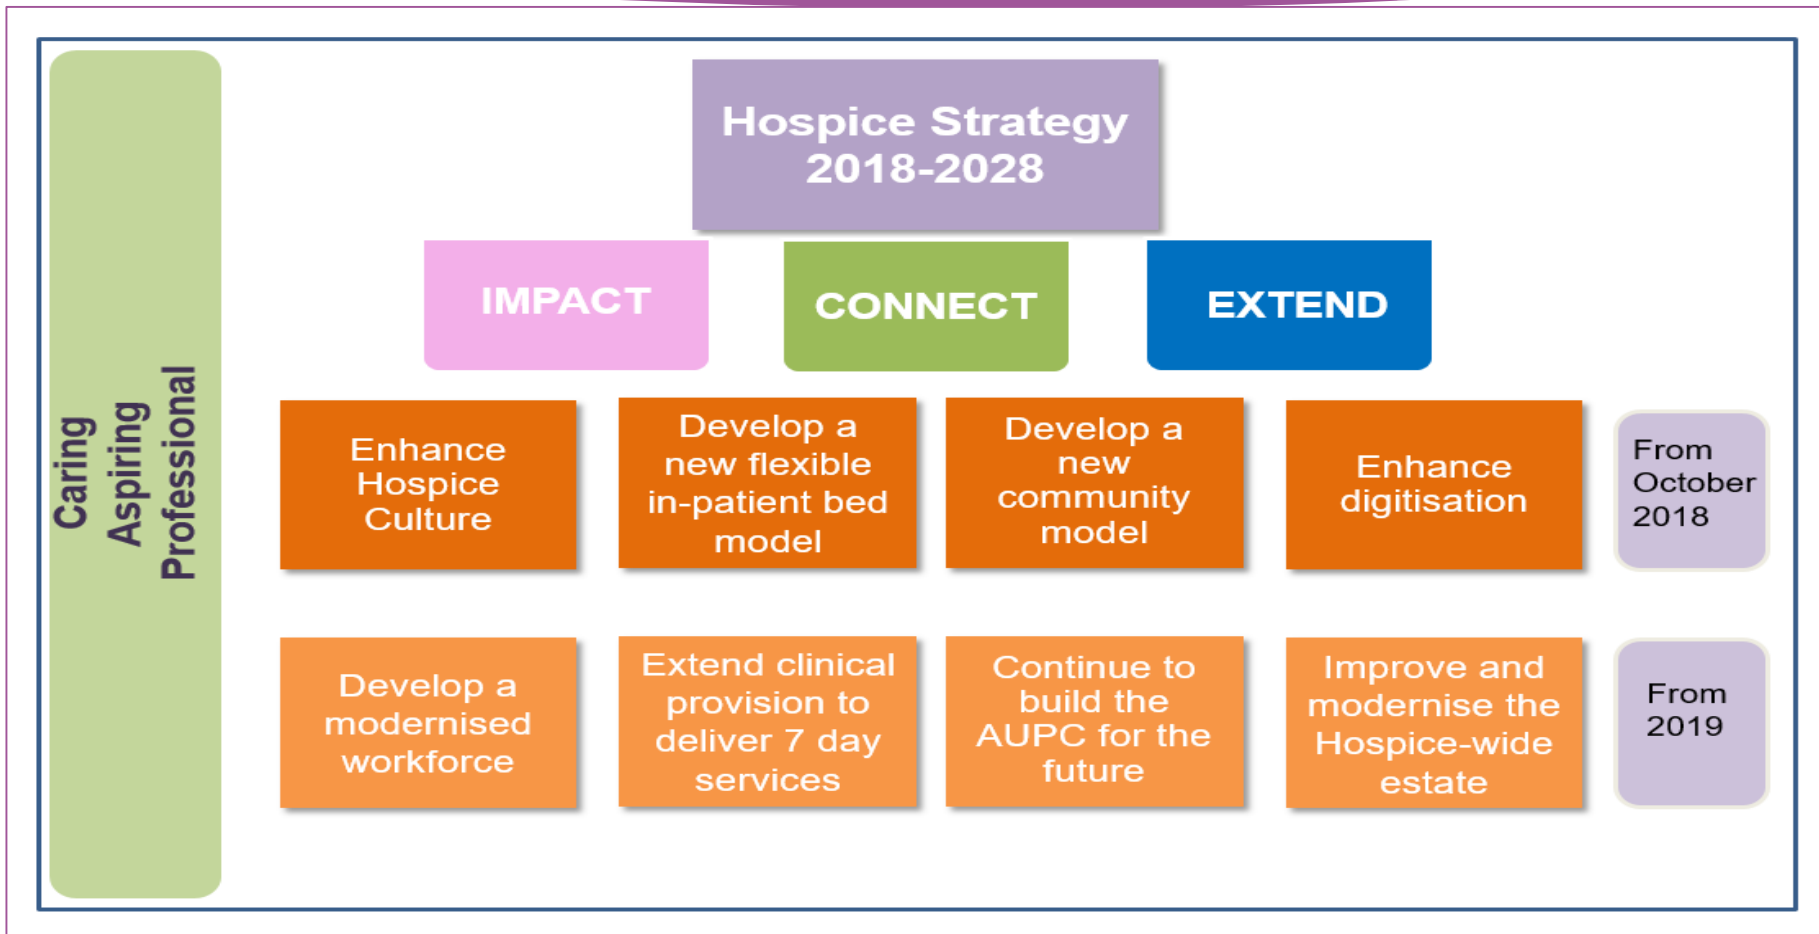 Caring
Aspiring
Professional
Hospice Strategy
2018-2028
IMPACT
CONNECT
EXTEND
Enhance
Hospice
Culture
Develop a
new flexible
in-patient bed
model
Develop a
new
community
model
Enhance
digitisation
From
October
2018
Develop a
modernised
workforce
Extend clinical
provision to
deliver 7 day
services
Continue to
build the
AUPC for the
future
Improve and
modernise the
Hospice-wide
estate
From
2019